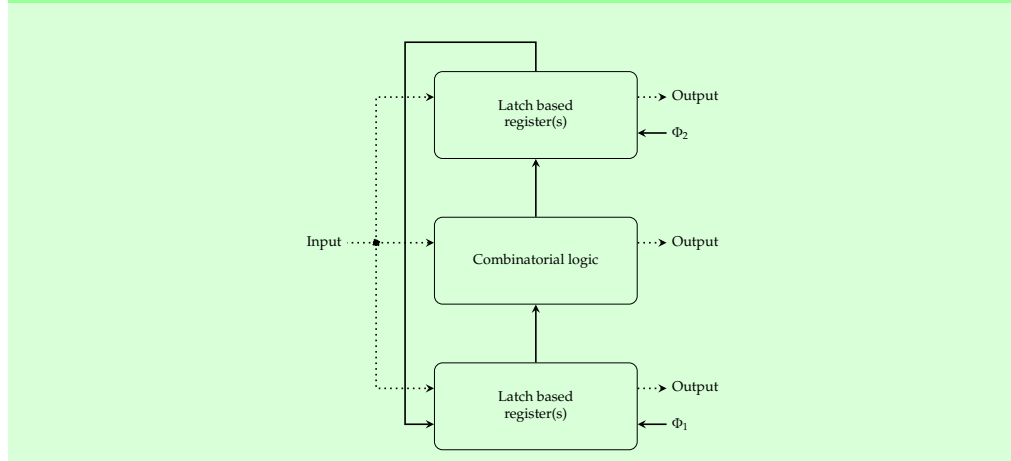 Latch based
register(s)
Output
Φ2
Input
Combinatorial logic
Output
Latch based
register(s)
Output
Φ1